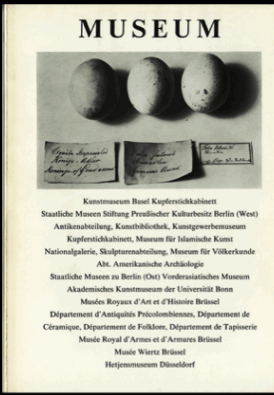 MUSEUM
Kunstmuseum Basel Kupferstichkabinett
Staatliche Museen Stiftung Preußischer Kulturbesitz Berlin (West)
Antikenabteilung, Kunstbibliothek, Kunstgewerbemuseum
Kupferstichkabinett, Museum für Islamische Kunst
Nationalgalerie, Skulpturenabteilung, Museum für Völkerkunde
Abt. Amerikanische Archäologie
Staatliche Museen zu Berlin (Ost) Vorderasiatisches Museum
Akademisches Kunstmuseum der Universität Bonn
Musées Royaux d'Art et d'Histoire Brüssel
Département d'Antiquités Précolombiennes, Département de
Céramique, Département de Folklore, Département de Tapisserie
Musée Royal d'Armes et d'Armures Brüssel
Musée Wiertz Brüssel
Hetjensmuseum Düsseldorf